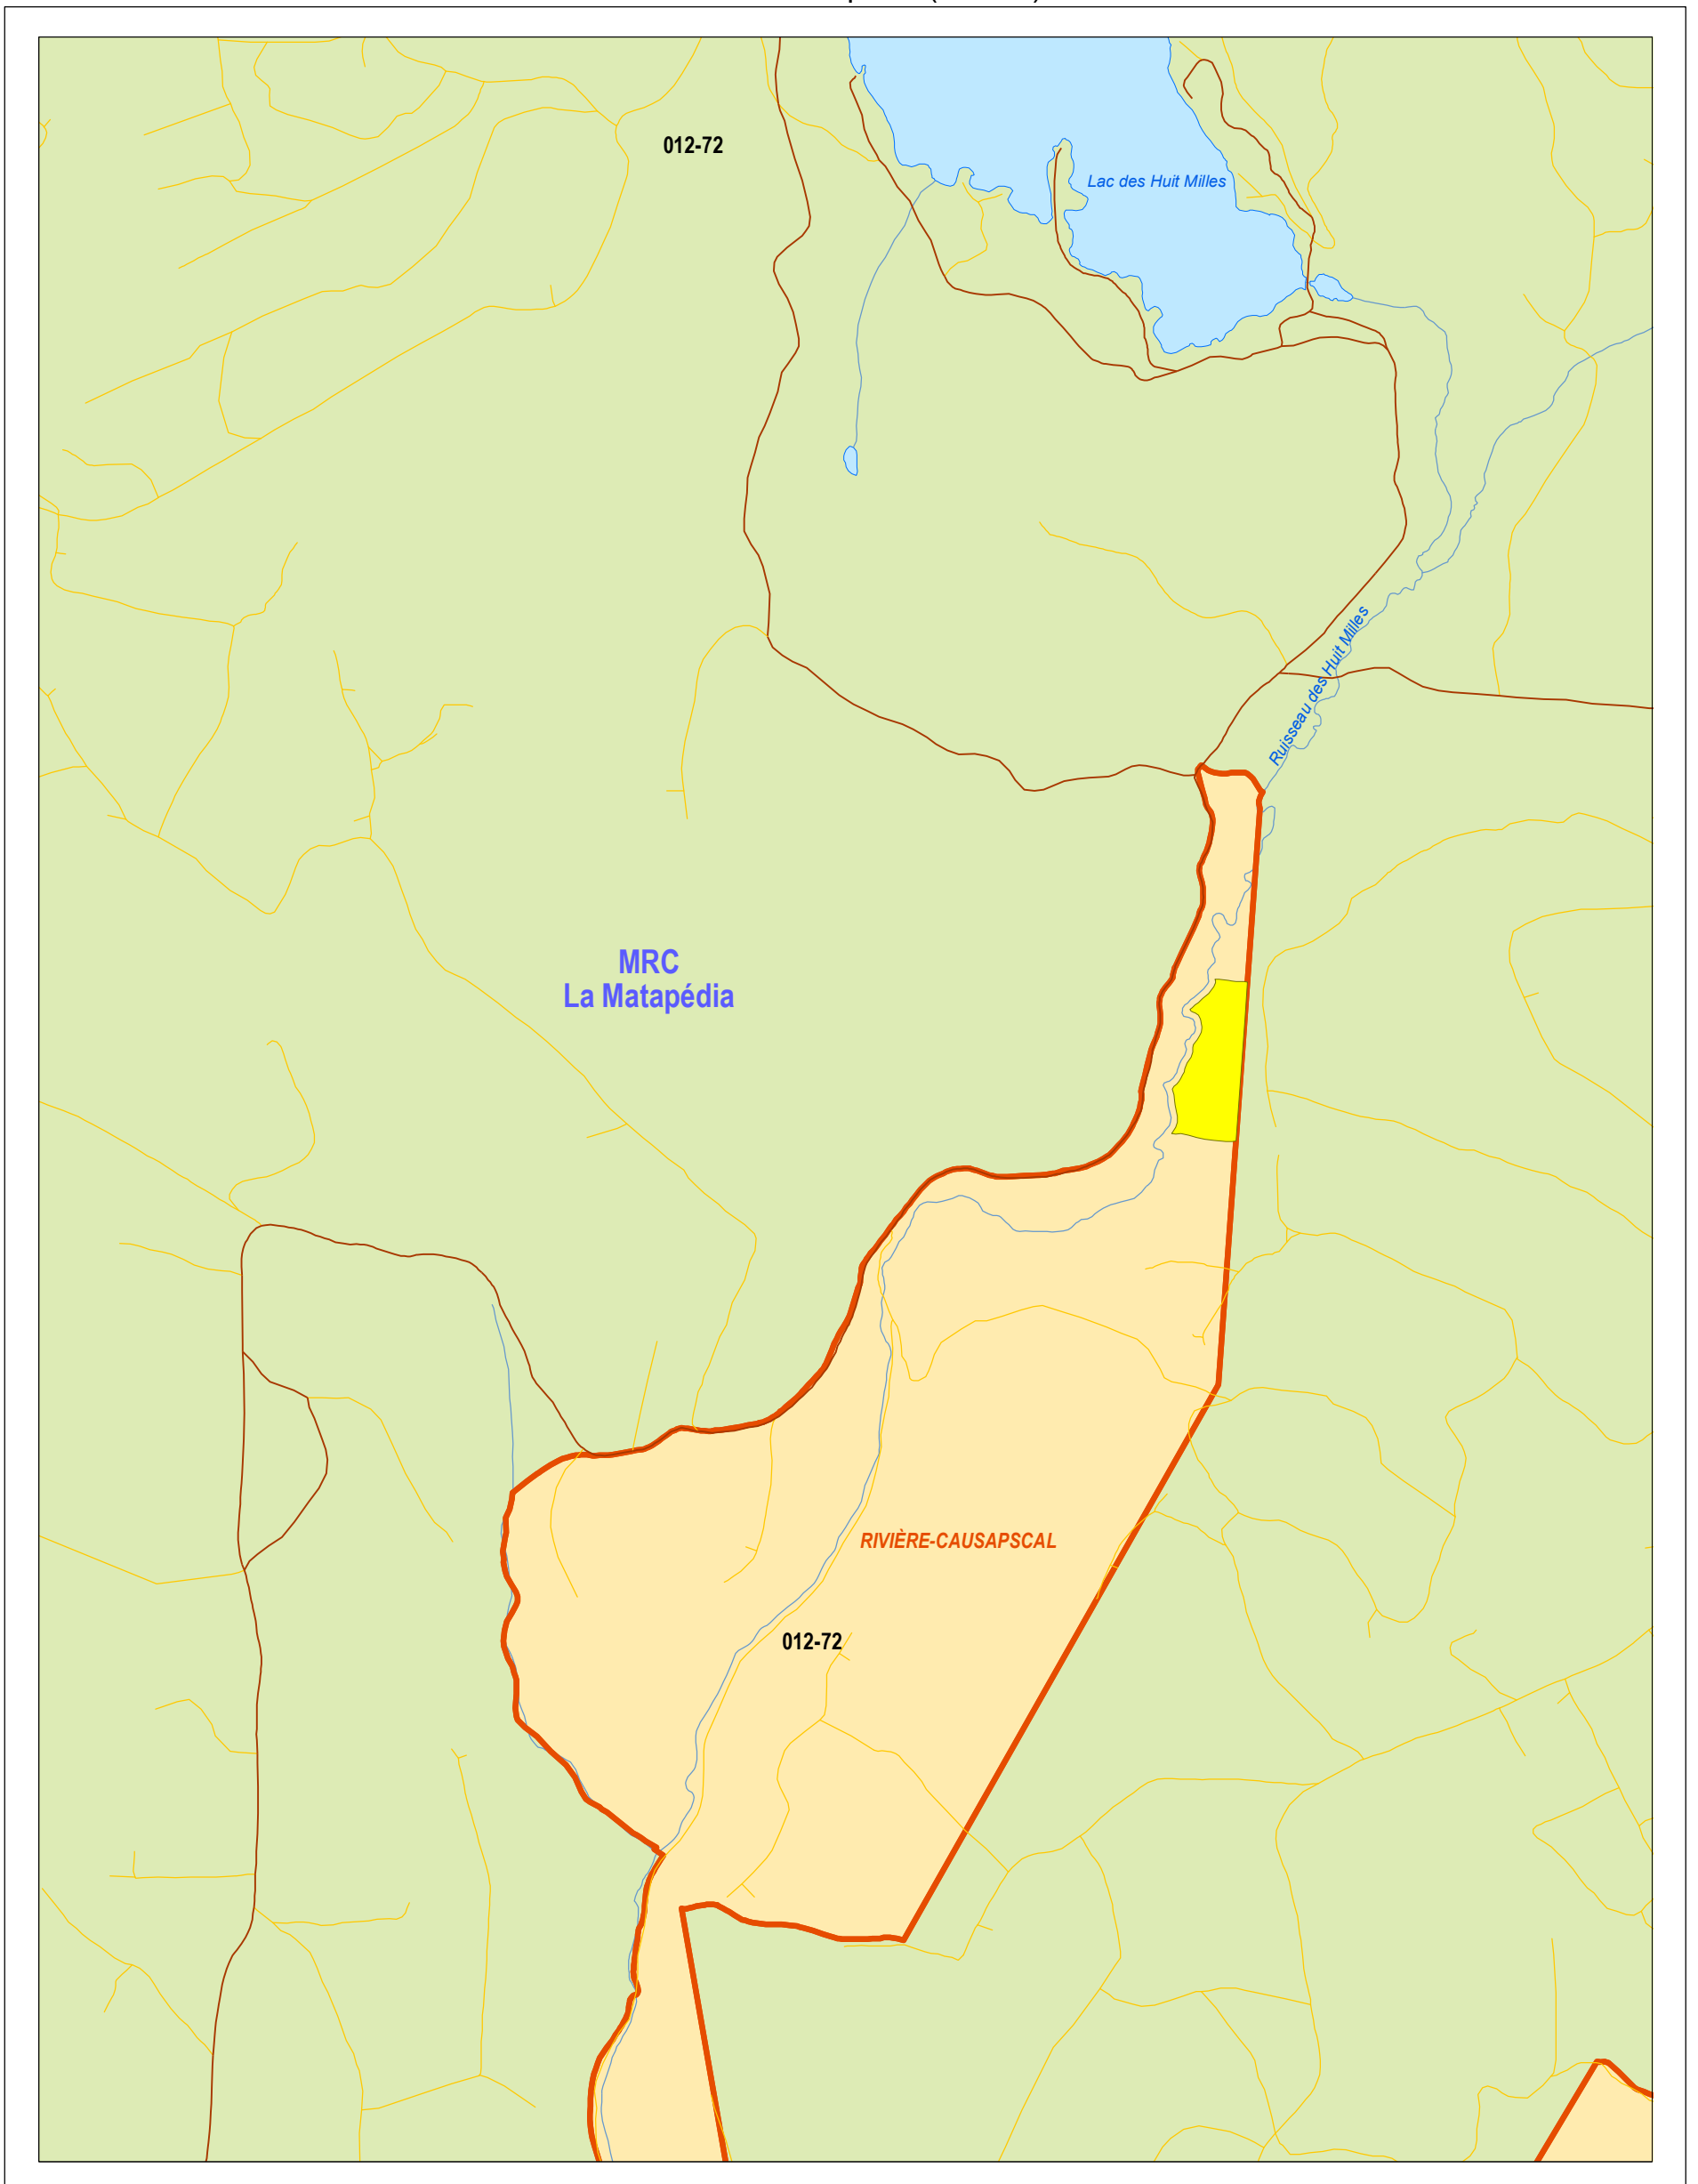 012-72
Lac des Huit Milles
Ruisseau des Huit Milles
MRC
La Matapédia
RIVIÈRE-CAUSAPSCAL
012-72